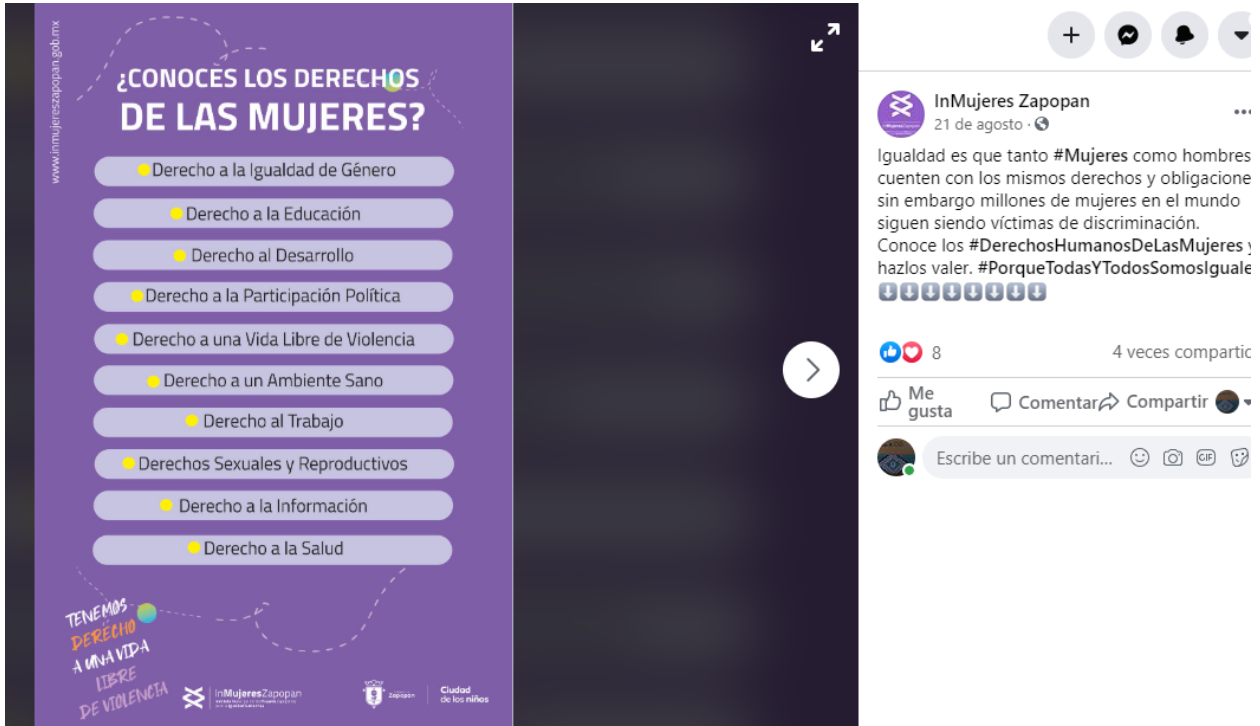 www.inmujereszapopan.gob.mx
¿CONOCES LOS DERECHOS
DE LAS MUJERES?
Derecho a la Igualdad de Género
Derecho a la Educación
Derecho al Desarrollo
Derecho a la Participación Política
Derecho a una Vida Libre de Violencia
Derecho a un Ambiente Sano
Derecho al Trabajo
Derechos Sexuales y Reproductivos
Derecho a la Información
Derecho a la Salud
TENEMOS
DERECHO
A UNA VIDA
LIBRE
DE VIOLENCIA
InMujeresZapopan
Zapopan
Ciudad
de los niños
InMujeres Zapopan
21 de agosto ·
Igualdad es que tanto #Mujeres como hombres
cuenten con los mismos derechos y obligacione
sin embargo millones de mujeres en el mundo
siguen siendo víctimas de discriminación.
Conoce los #DerechosHumanosDeLasMujeres y
hazlos valer. #PorqueTodasYTodosSomosIguale
8
4 veces compartid
Me
gusta
Comentar
Compartir
Escribe un comentari...
GIF